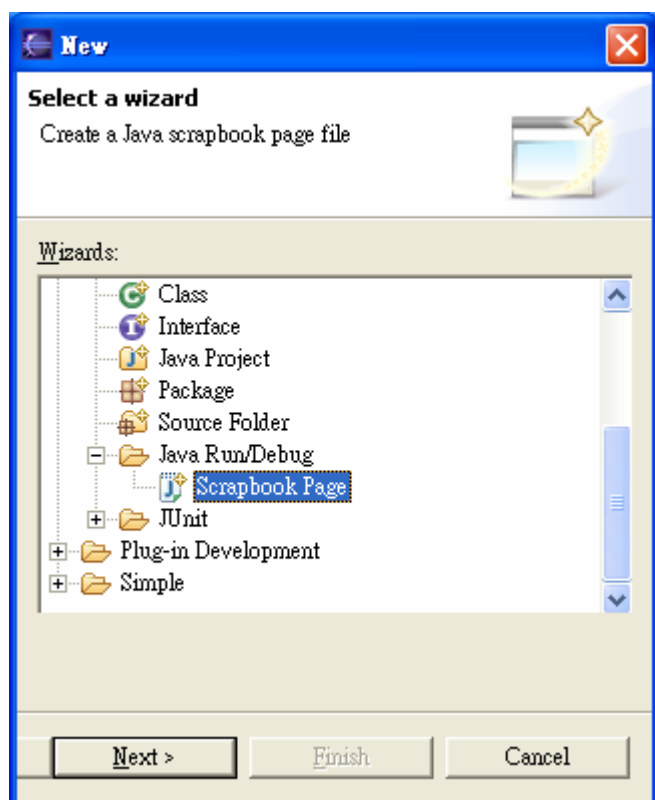 New
Select a wizard
Create a Java scrapbook page file
Wizards:
Class
Interface
Java Project
Package
Source Folder
Java Run/Debug
Scrapbook Page
JUnit
Plug-in Development
Simple
Next > Finish Cancel